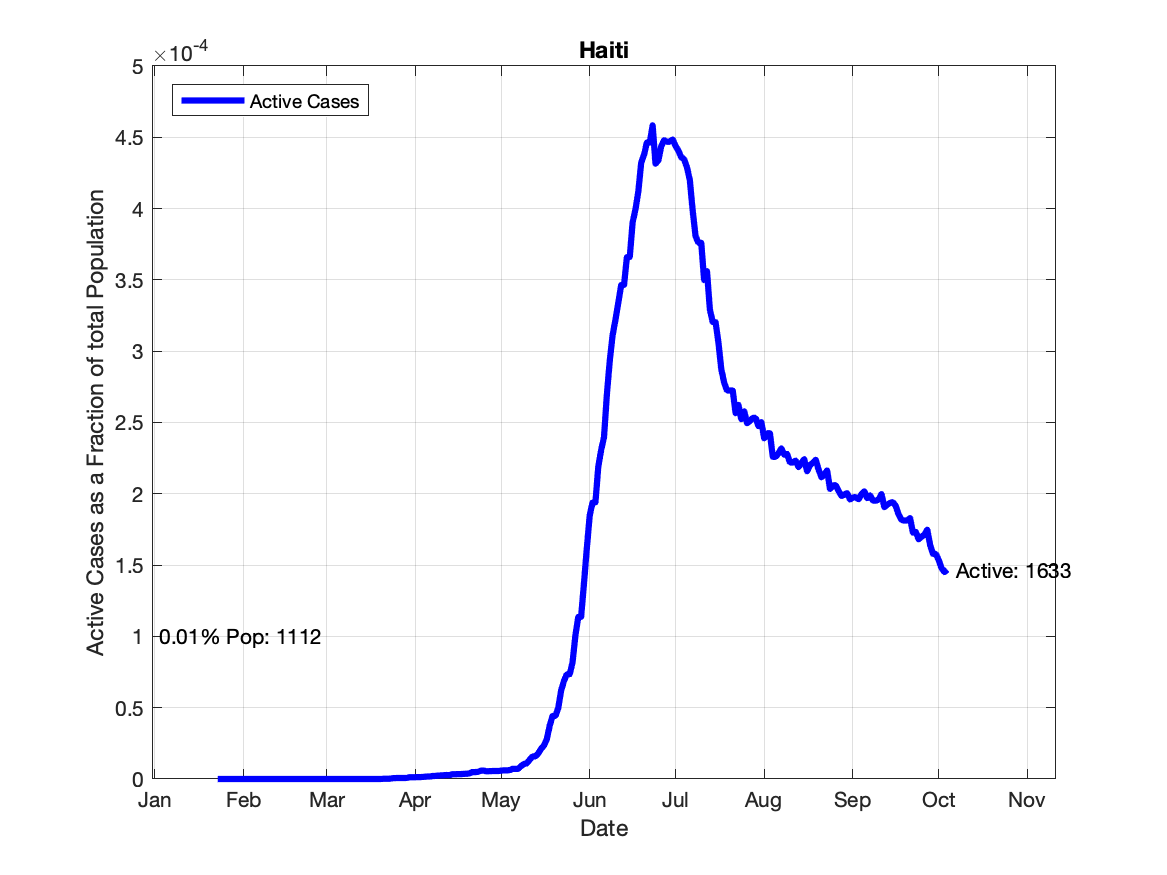 Haiti
×10-4
Active Cases
5
4.5
4
3.5
3
2.5
2
1.5
1
0.5
0
Active Cases as a Fraction of total Population
0.01% Pop: 1112
Active: 1633
Jan Feb Mar Apr May Jun Jul Aug Sep Oct Nov
Date